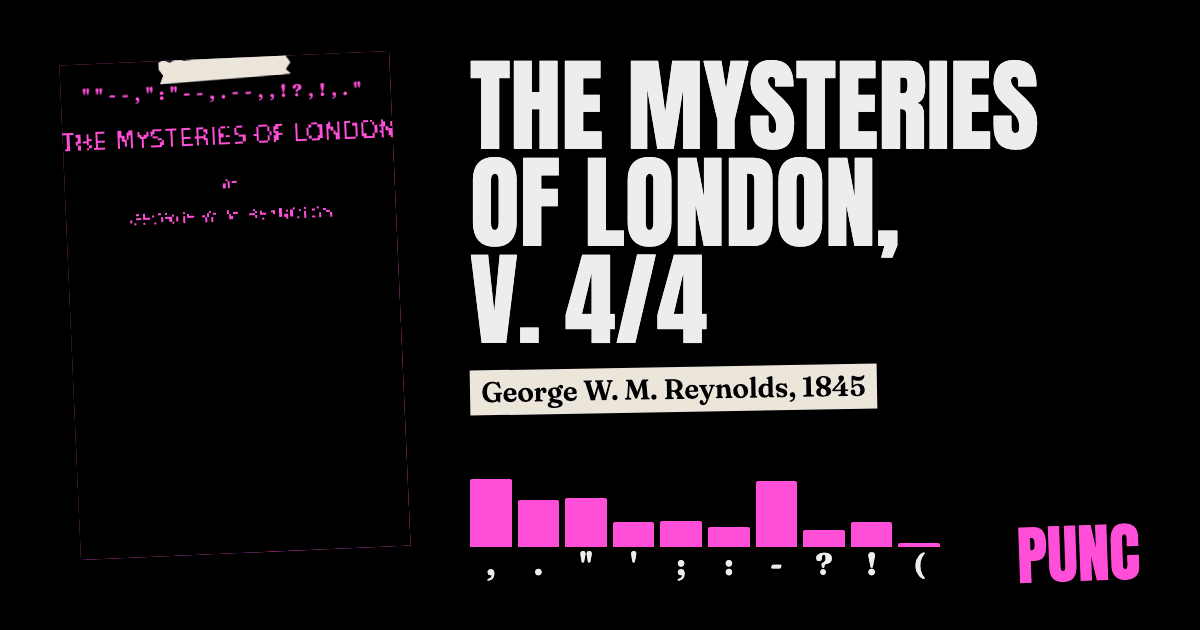 ""--,":"--,.--,,!?,!,."
THE MYSTERIES OF LONDON
THE MYSTERIES
OF LONDON,
V. 4/4
George W. M. Reynolds, 1845
, . " ' ; : - ? ! (
PUNC